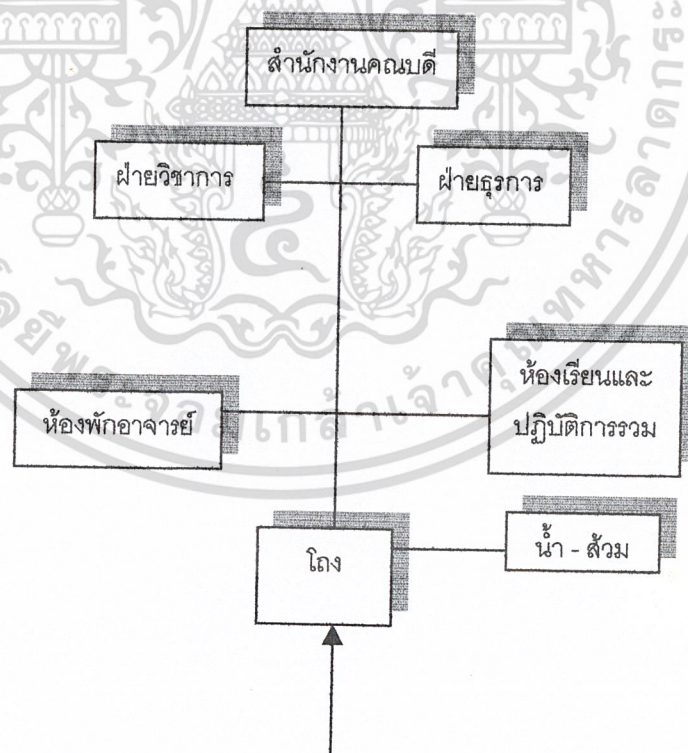 สำนักงานคณบดี
ฝ่ายวิชาการ
ฝ่ายธุรการ
ห้องเรียนและ
ปฏิบัติการรวม
ห้องพักอาจารย์
โถง
น้ำ - ส้วม